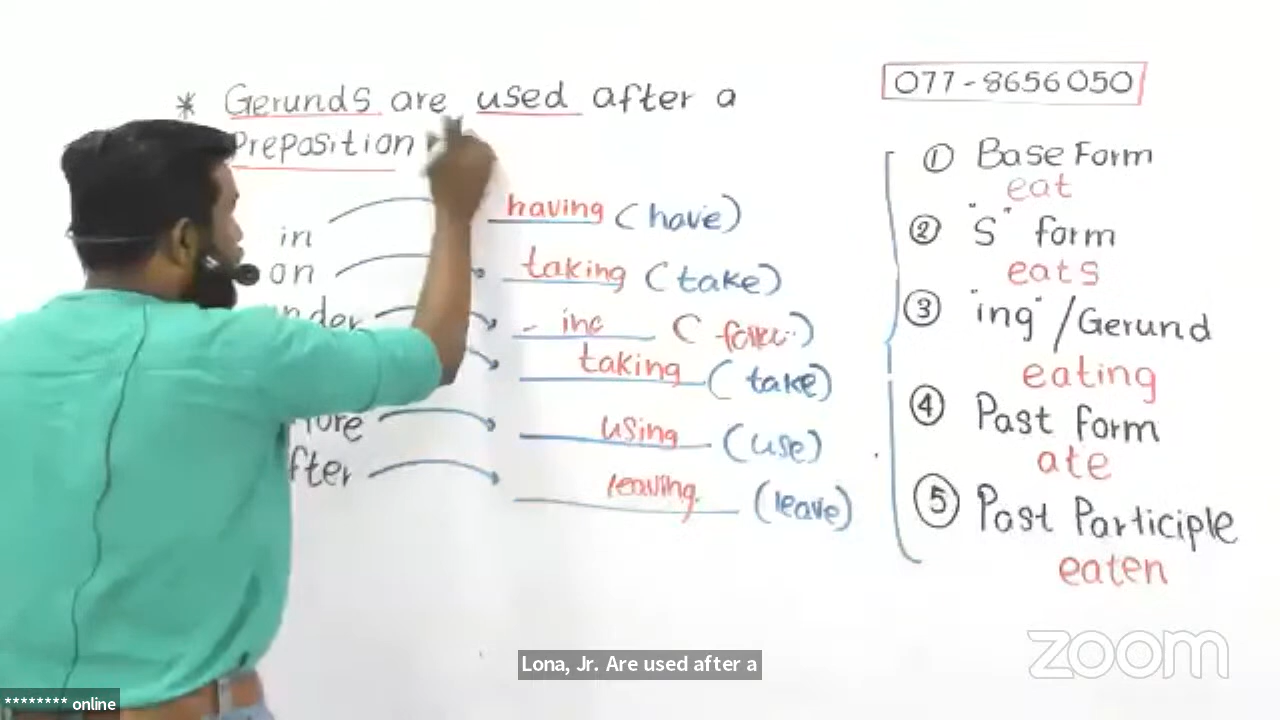 * Gerunds are used after a
Preposition
in having (have)
on taking (take)
- ing
taking (take)
using (use)
leaving. (leave)
077-8656050
① Base Form
eat
② "S" form
eats
③ "ing" / Gerund
eating
④ Past form
ate
⑤ Past Participle
eaten
zoom
Lona, Jr. Are used after a
******** online